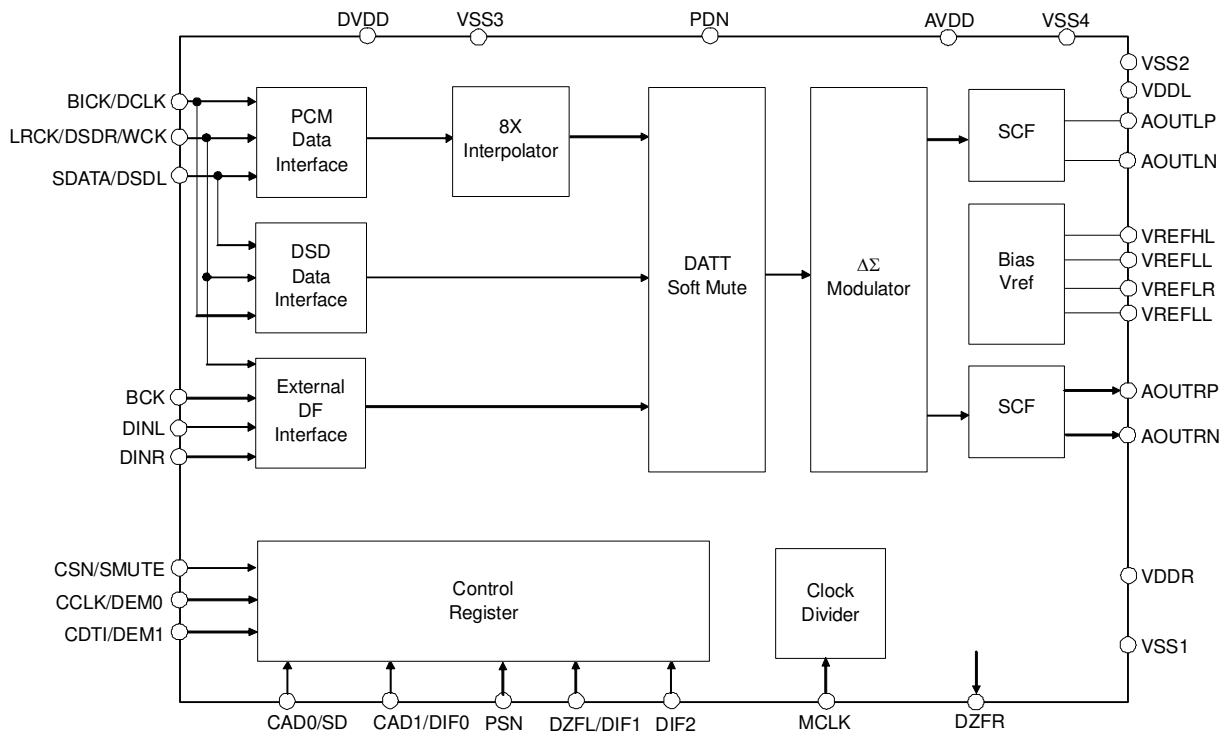 DVDD
VSS3
PDN
AVDD
VSS4
VSS2
VDDL
BICK/DCLK
LRCK/DSDR/WCK
SDATA/DSDL
PCM
Data
Interface
8X
Interpolator
SCF
AOUTLP
AOUTLN
DSD
Data
Interface
DATT
Soft Mute
ΔΣ
Modulator
Bias
Vref
VREFHL
VREFLL
VREFLR
VREFLL
External
DF
Interface
BCK
DINL
DINR
SCF
AOUTRP
AOUTRN
CSN/SMUTE
CCLK/DEM0
CDTI/DEM1
Control
Register
Clock
Divider
VDDR
VSS1
CAD0/SD
CAD1/DIF0
PSN
DZFL/DIF1
DIF2
MCLK
DZFR